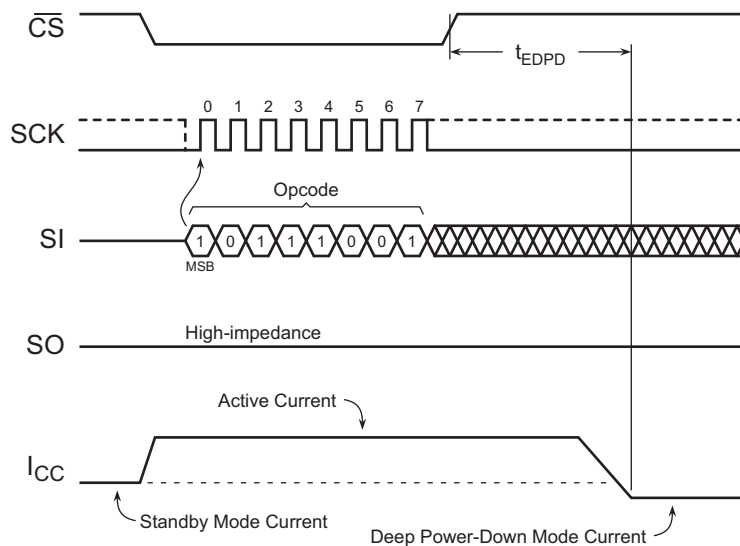 CS
tEDPD
0 1 2 3 4 5 6 7
SCK
Opcode
SI
1 0 1 1 1 0 0 1
MSB
High-impedance
SO
Active Current
ICC
Standby Mode Current
Deep Power-Down Mode Current